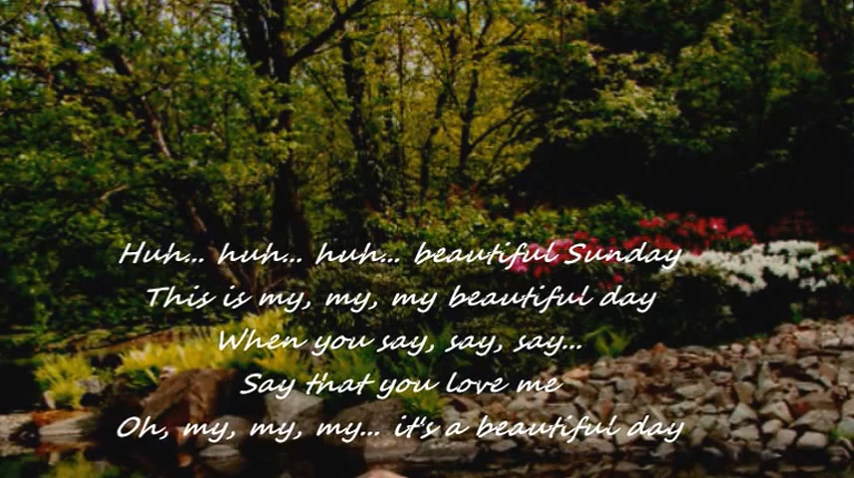 Huh... huh... huh... beautiful Sunday
This is my, my, my beautiful day
When you say, say, say...
Say that you love me
Oh, my, my, my... it's a beautiful day